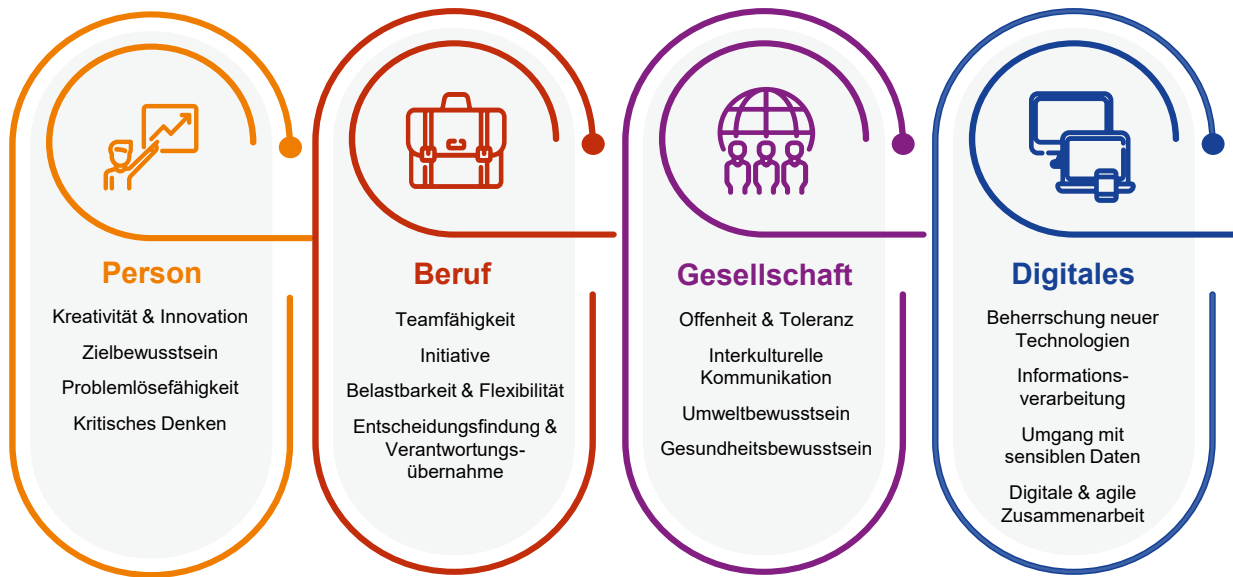 Person
Kreativität & Innovation
Zielbewusstsein
Problemlösefähigkeit
Kritisches Denken
Beruf
Teamfähigkeit
Initiative
Belastbarkeit & Flexibilität
Entscheidungsfindung &
Verantwortungs-
übernahme
Gesellschaft
Offenheit & Toleranz
Interkulturelle
Kommunikation
Umweltbewusstsein
Gesundheitsbewusstsein
Digitales
Beherrschung neuer
Technologien
Informations-
verarbeitung
Umgang mit
sensiblen Daten
Digitale & agile
Zusammenarbeit